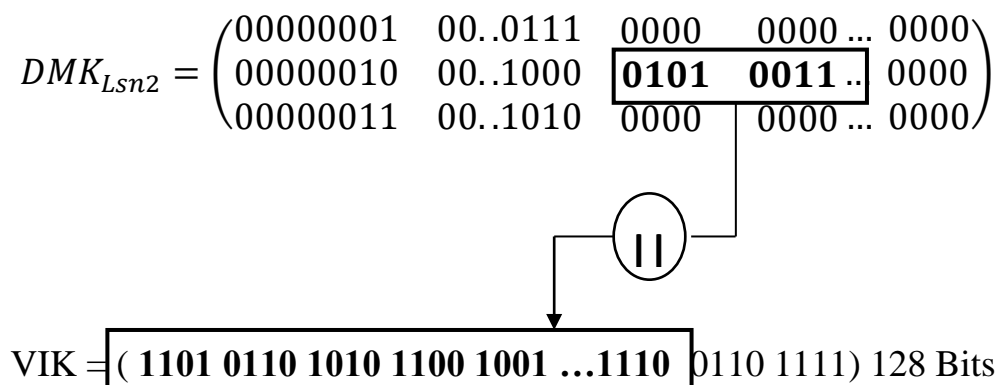 00000001 00..0111 0000 0000 ... 0000
DMK_Lsn2 = 00000010 00..1000 0101 0011 ... 0000
00000011 00..1010 0000 0000 ... 0000
||
VIK = ( 1101 0110 1010 1100 1001 ...1110 0110 1111) 128 Bits